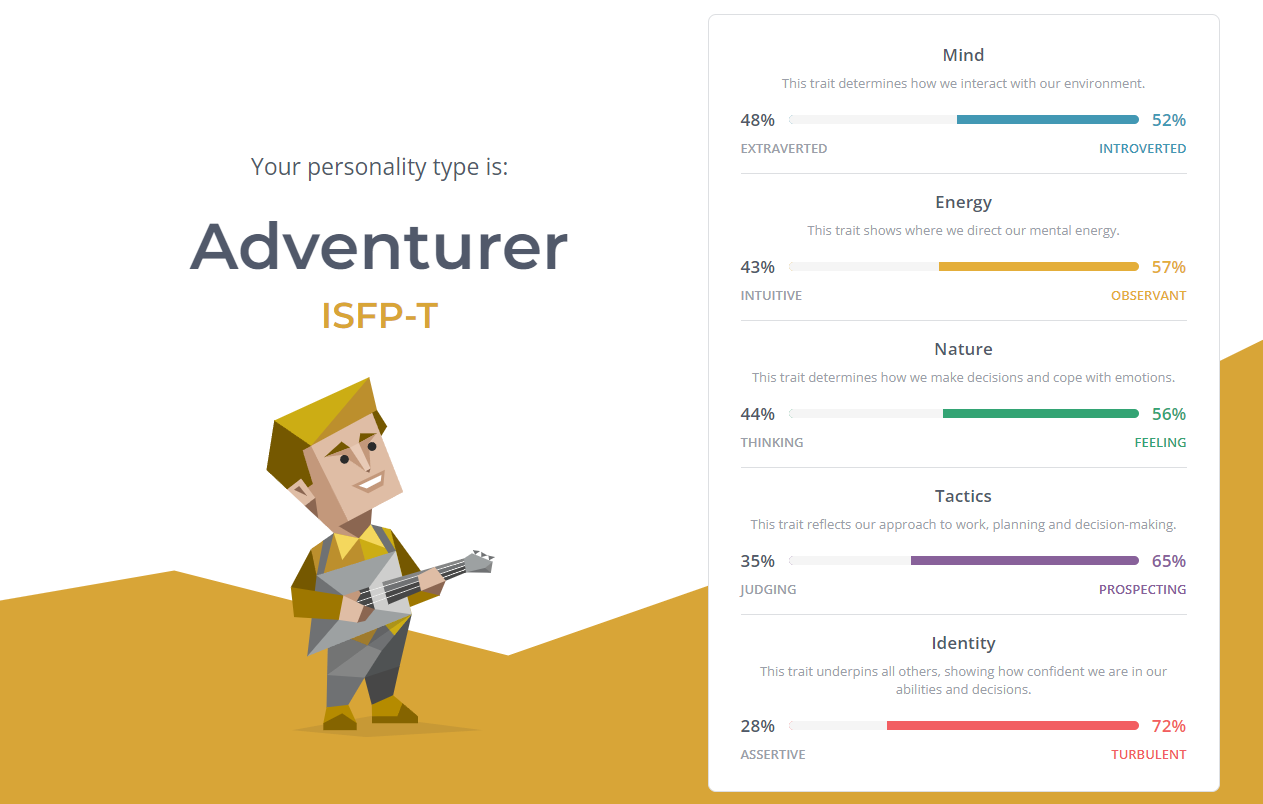 Your personality type is:
Adventurer
ISFP-T
Mind
This trait determines how we interact with our environment.
48% 52%
EXTRAVERTED INTROVERTED
Energy
This trait shows where we direct our mental energy.
43% 57%
INTUITIVE OBSERVANT
Nature
This trait determines how we make decisions and cope with emotions.
44% 56%
THINKING FEELING
Tactics
This trait reflects our approach to work, planning and decision-making.
35% 65%
JUDGING PROSPECTING
Identity
This trait underpins all others, showing how confident we are in our
abilities and decisions.
28% 72%
ASSERTIVE TURBULENT